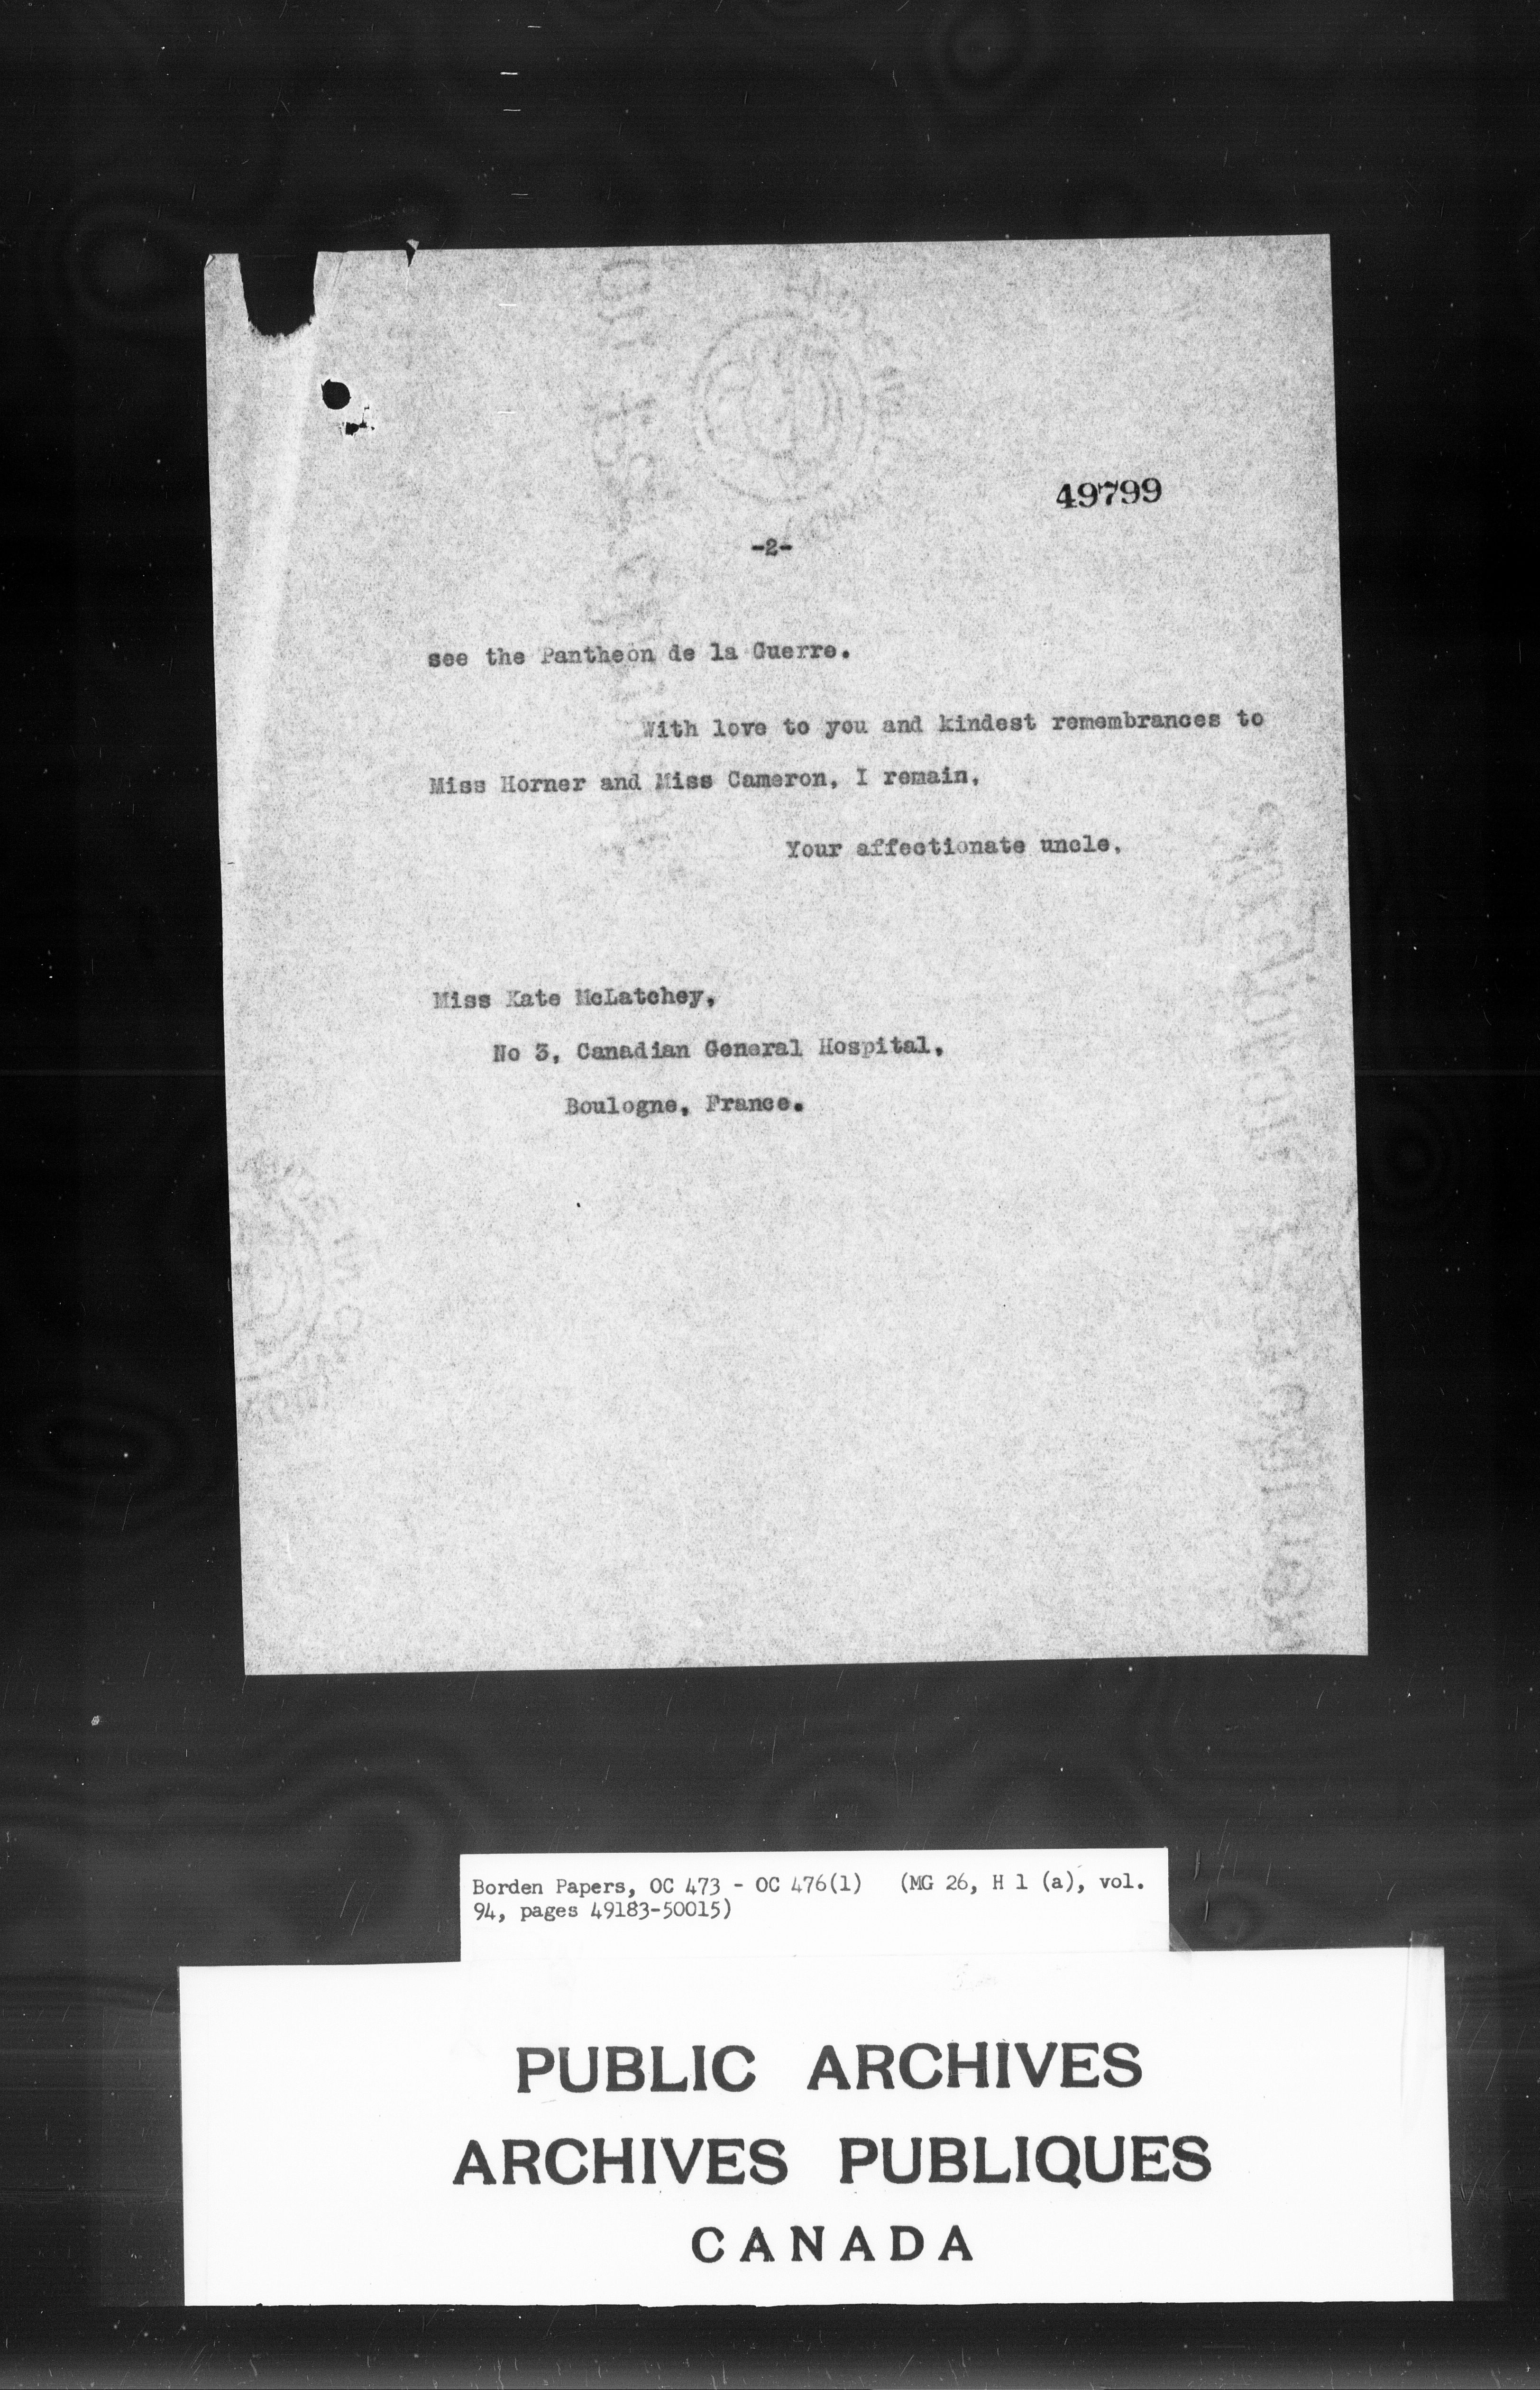 49799
-2-
see the Pantheon de la Guerre.
With love to you and kindest remembrances to
Miss Horner and Miss Cameron, I remain,
Your affectionate uncle,
Miss Kate McLatchey,
No 3, Canadian General Hospital,
Boulogne, France.
Borden Papers, OC 473 - OC 476(1) (MG 26, H 1 (a), vol.
94, pages 49183-50015)
PUBLIC ARCHIVES
ARCHIVES PUBLIQUES
CANADA